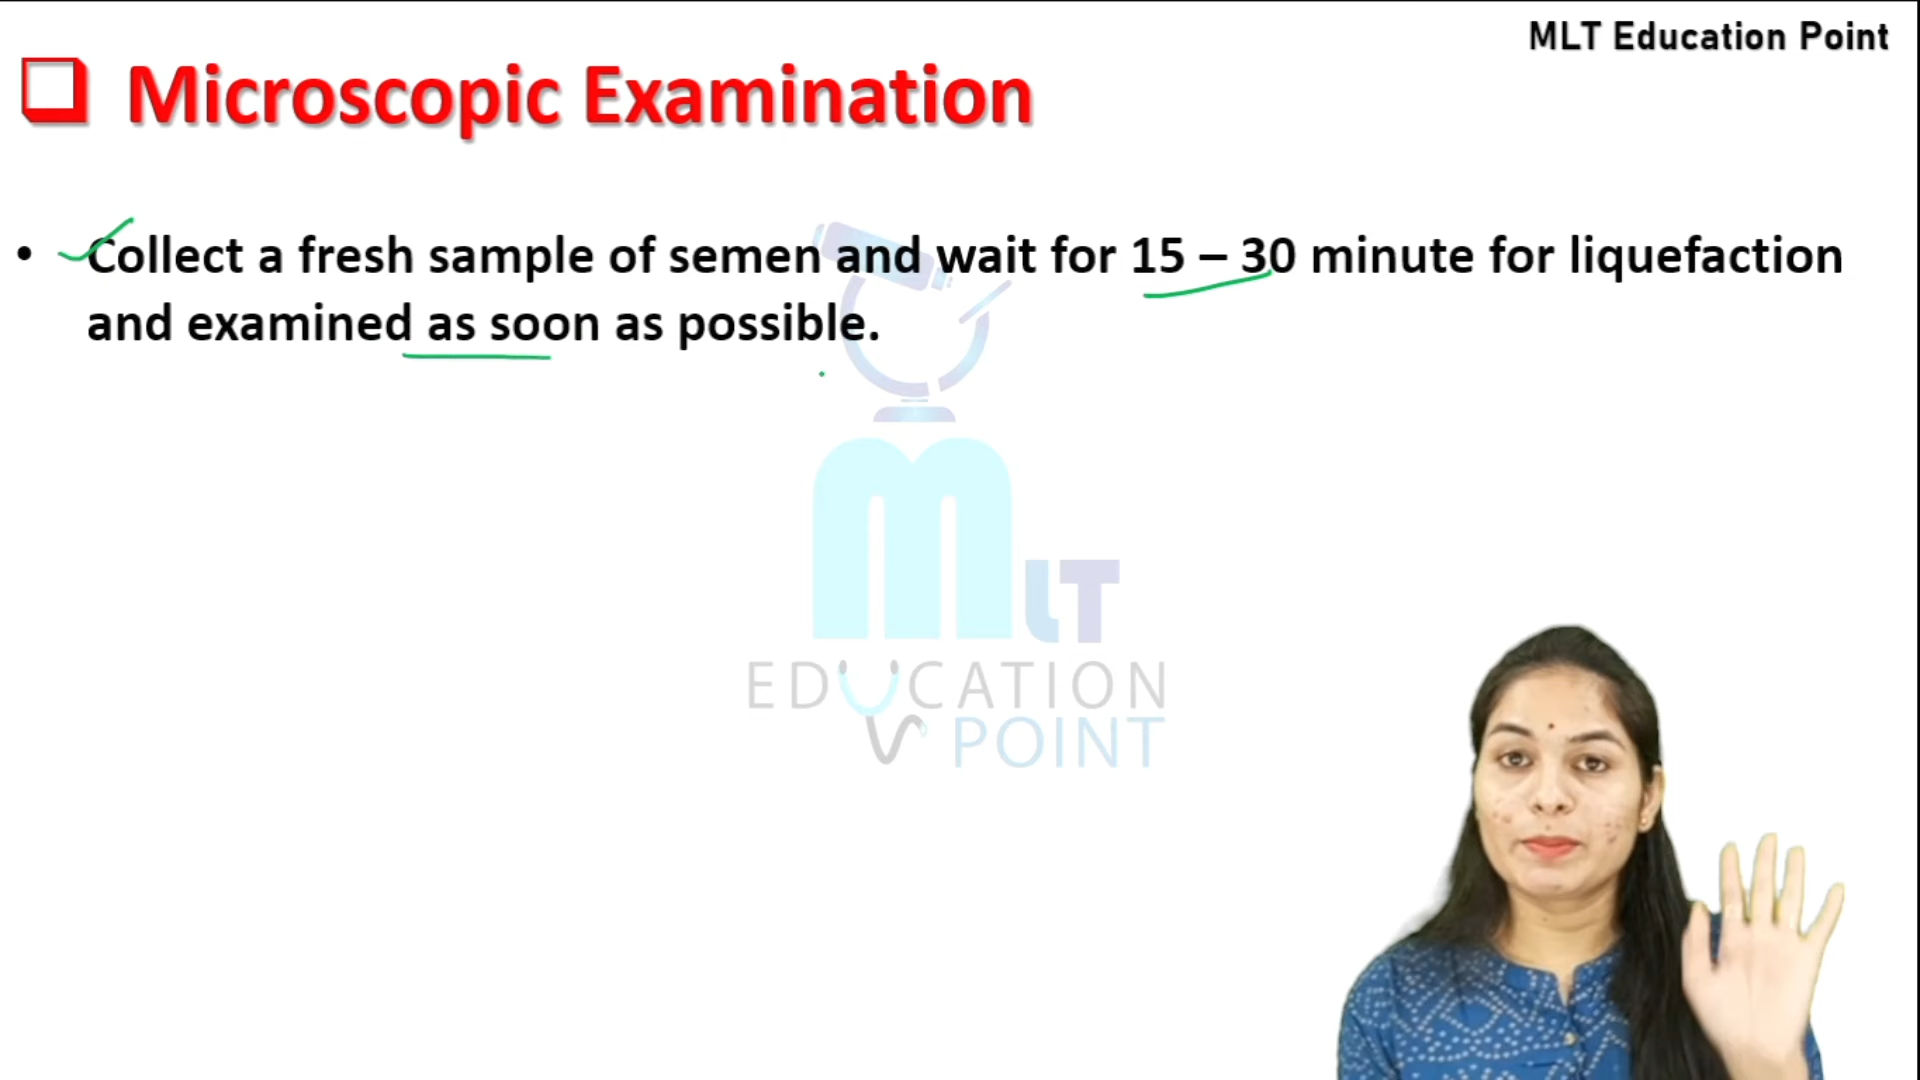 MLT Education Point
Microscopic Examination
• Collect a fresh sample of semen and wait for 15 – 30 minute for liquefaction
and examined as soon as possible.
MLT
EDUCATION
POINT